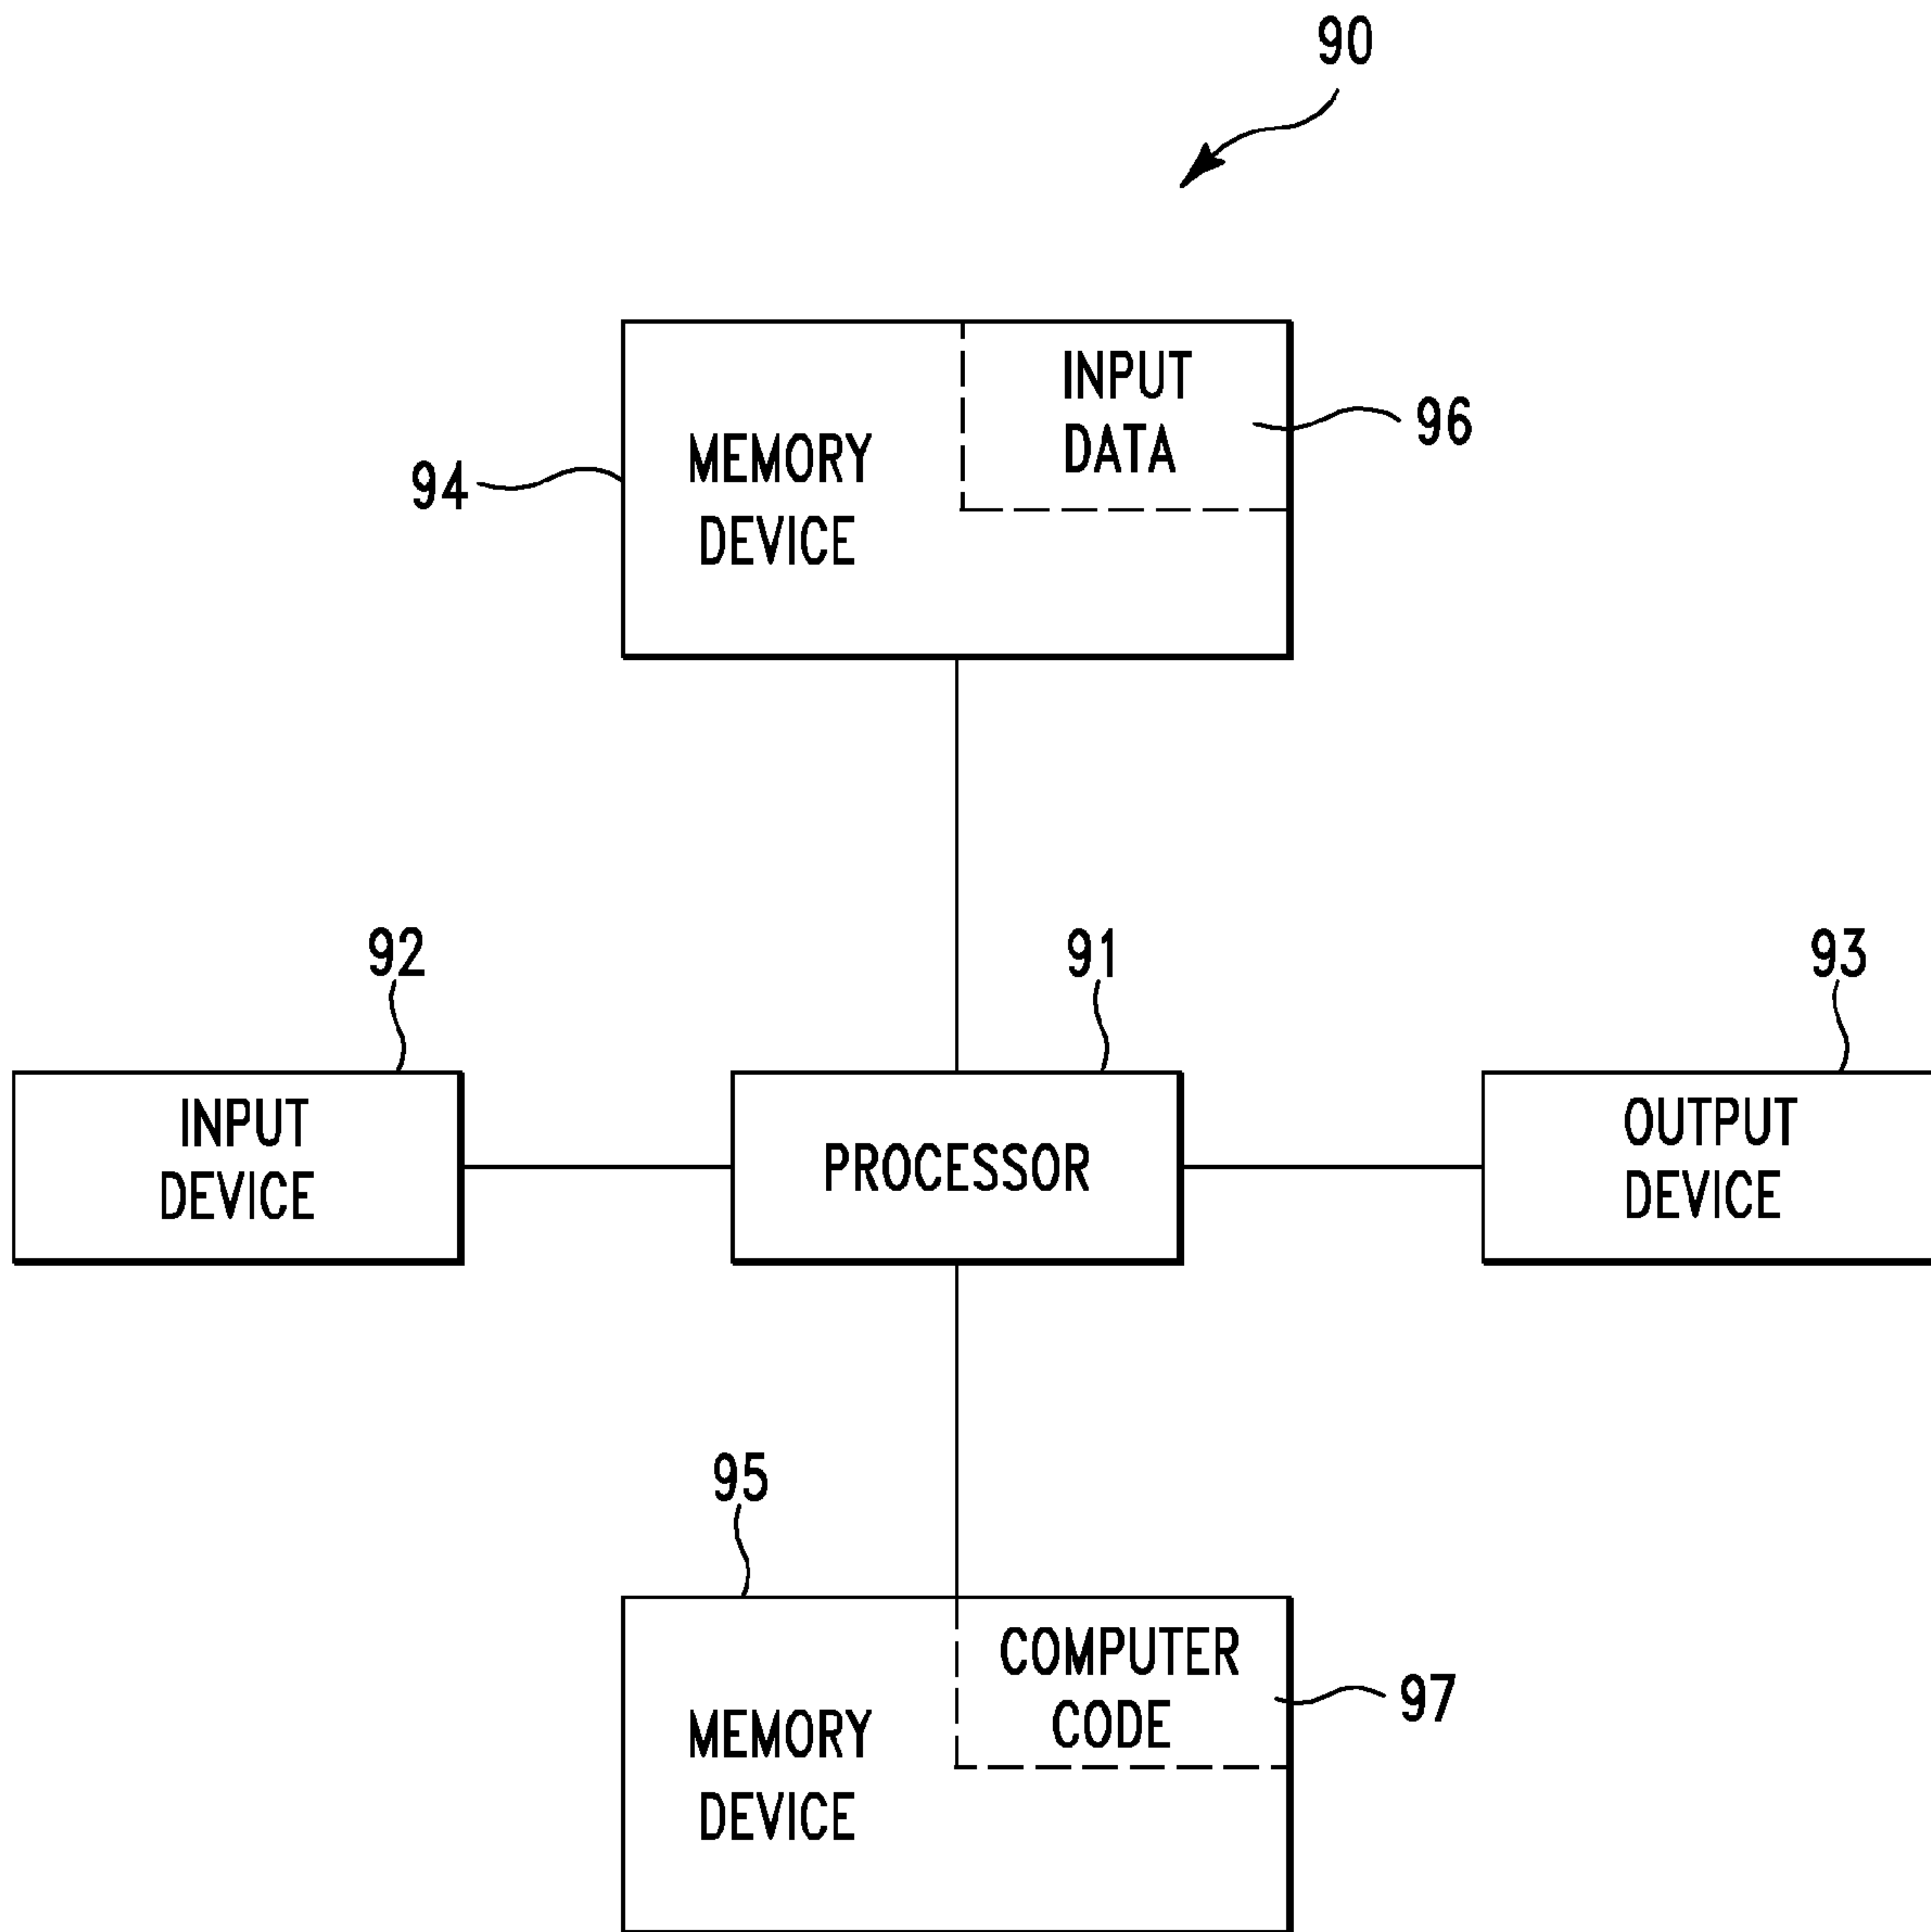 90
INPUT
DATA
96
MEMORY
DEVICE
94
92
91
93
INPUT
DEVICE
PROCESSOR
OUTPUT
DEVICE
95
COMPUTER
CODE
97
MEMORY
DEVICE